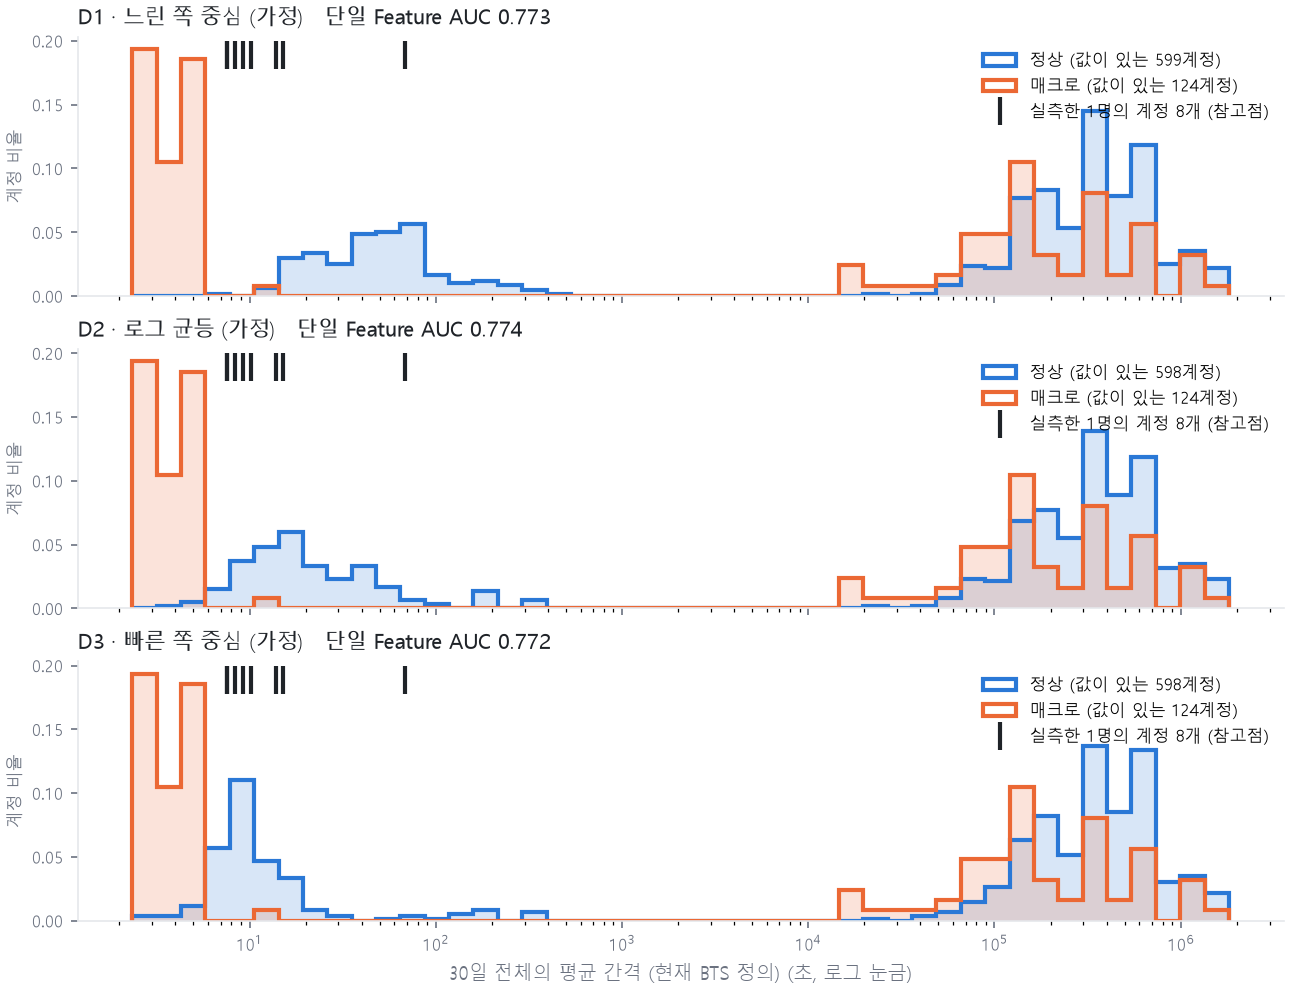 D1 · 느린 쪽 중심 (가정) 단일 Feature AUC 0.773
0.20
0.15
0.10
0.05
0.00
계정 비율
정상 (값이 있는 599계정)
매크로 (값이 있는 124계정)
실측한 1명의 계정 8개 (참고점)
D2 · 로그 균등 (가정) 단일 Feature AUC 0.774
0.20
0.15
0.10
0.05
0.00
계정 비율
정상 (값이 있는 598계정)
매크로 (값이 있는 124계정)
실측한 1명의 계정 8개 (참고점)
D3 · 빠른 쪽 중심 (가정) 단일 Feature AUC 0.772
0.20
0.15
0.10
0.05
0.00
계정 비율
정상 (값이 있는 598계정)
매크로 (값이 있는 124계정)
실측한 1명의 계정 8개 (참고점)
10¹ 10² 10³ 10⁴ 10⁵ 10⁶
30일 전체의 평균 간격 (현재 BTS 정의) (초, 로그 눈금)